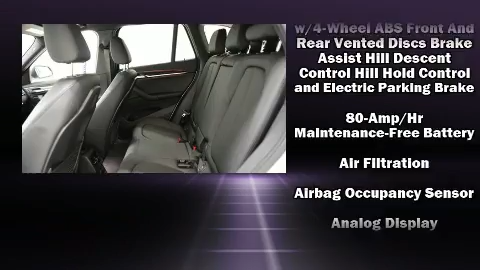 w/4-Wheel ABS Front And
Rear Vented Discs Brake
Assist Hill Descent
Control Hill Hold Control
and Electric Parking Brake
80-Amp/Hr
Maintenance-Free Battery
Air Filtration
Airbag Occupancy Sensor
Analog Display